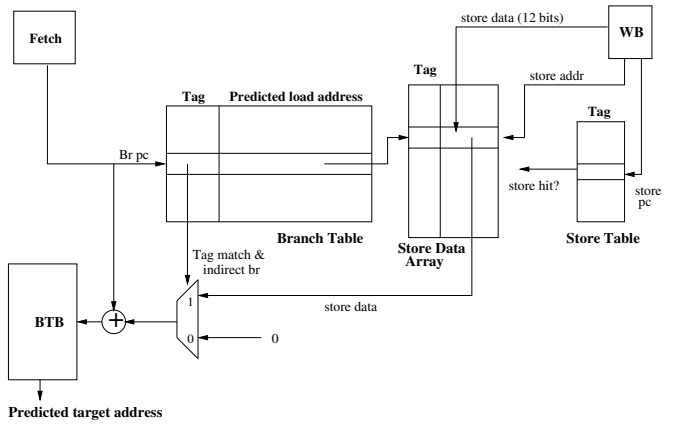 store data (12 bits)
Fetch
WB
Tag
store addr
Tag
Predicted load address
Tag
Br pc
store hit?
store
pc
Branch Table
Store Data
Array
Store Table
Tag match &
indirect br
1
store data
BTB
+
0
0
Predicted target address